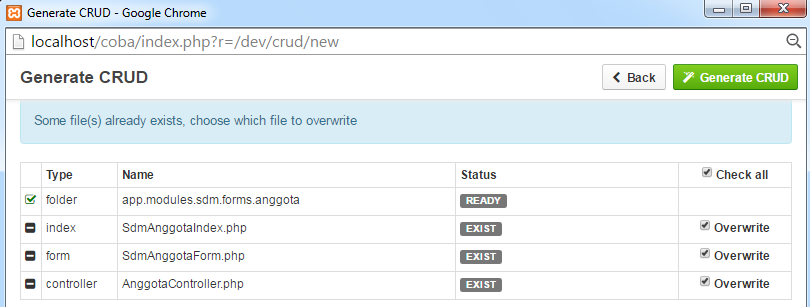 Generate CRUD - Google Chrome
localhost/coba/index.php?r=/dev/crud/new
Generate CRUD
Back
Generate CRUD
Some file(s) already exists, choose which file to overwrite
Type Name Status Check all
folder app.modules.sdm.forms.anggota READY
index SdmAnggotaIndex.php EXIST Overwrite
form SdmAnggotaForm.php EXIST Overwrite
controller AnggotaController.php EXIST Overwrite